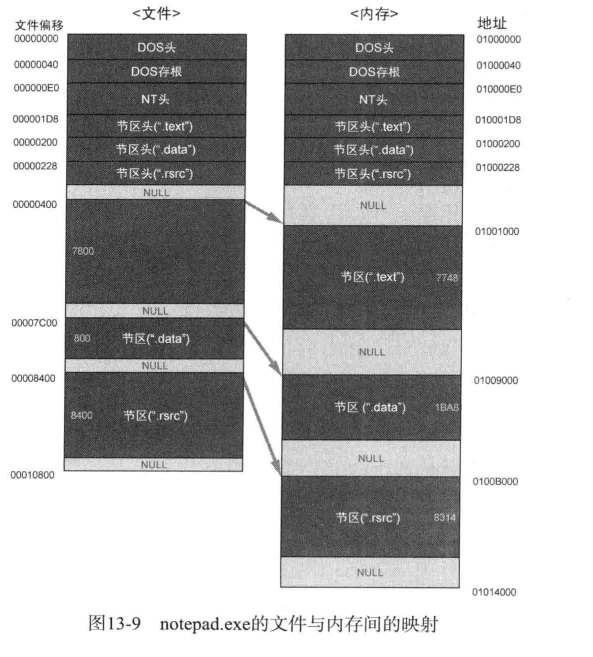 <文件>
<内存>
文件偏移
地址
00000000
DOS头
DOS头
01000000
00000040
DOS存根
DOS存根
01000040
000000E0
NT头
NT头
010000E0
000001D8
节区头(“.text”)
节区头(“.text”)
010001D8
00000200
节区头(“.data”)
节区头(“.data”)
01000200
00000228
节区头(“.rsrc”)
节区头(“.rsrc”)
01000228
NULL
NULL
00000400
01001000
7800
节区(“.text”)
7748
NULL
00007C00
800
节区(“.data”)
NULL
NULL
00008400
01009000
8400
节区(“.rsrc”)
节区 (“.data”)
1BA8
NULL
NULL
00010800
0100B000
节区(“.rsrc”)
8314
NULL
01014000
图13-9 notepad.exe的文件与内存间的映射